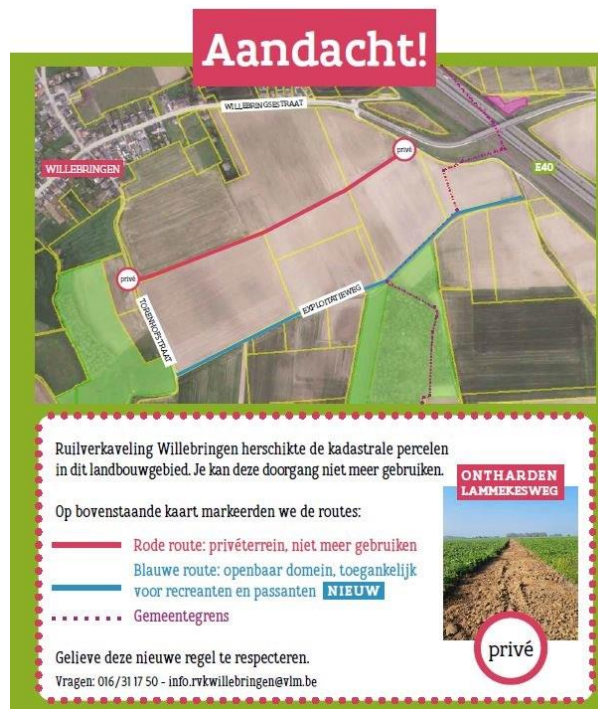 Aandacht!
WILLEBRINGSESTRAAT
privé
WILLEBRINGEN
E40
privé
TORENHOFSTRAAT
EXPLOITATIEWEG
Ruilverkaveling Willebringen herschikte de kadastrale percelen
in dit landbouwgebied. Je kan deze doorgang niet meer gebruiken.
ONTHARDEN
LAMMEKESWEG
Op bovenstaande kaart markeerden we de routes:
Rode route: privéterrein, niet meer gebruiken
Blauwe route: openbaar domein, toegankelijk
voor recreanten en passanten NIEUW
Gemeentegrens
privé
Gelieve deze nieuwe regel te respecteren.
Vragen: 016/31 17 50 - info.rvkwillebringen@vlm.be